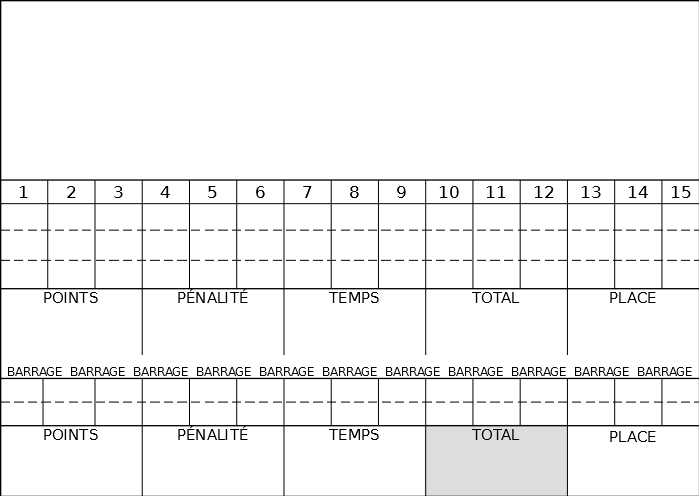 1 2 3 4 5 6 7 8 9 10 11 12 13 14 15
POINTS PÉNALITÉ TEMPS TOTAL PLACE
BARRAGE BARRAGE BARRAGE BARRAGE BARRAGE BARRAGE BARRAGE BARRAGE BARRAGE BARRAGE BARRAGE
POINTS PÉNALITÉ TEMPS TOTAL PLACE